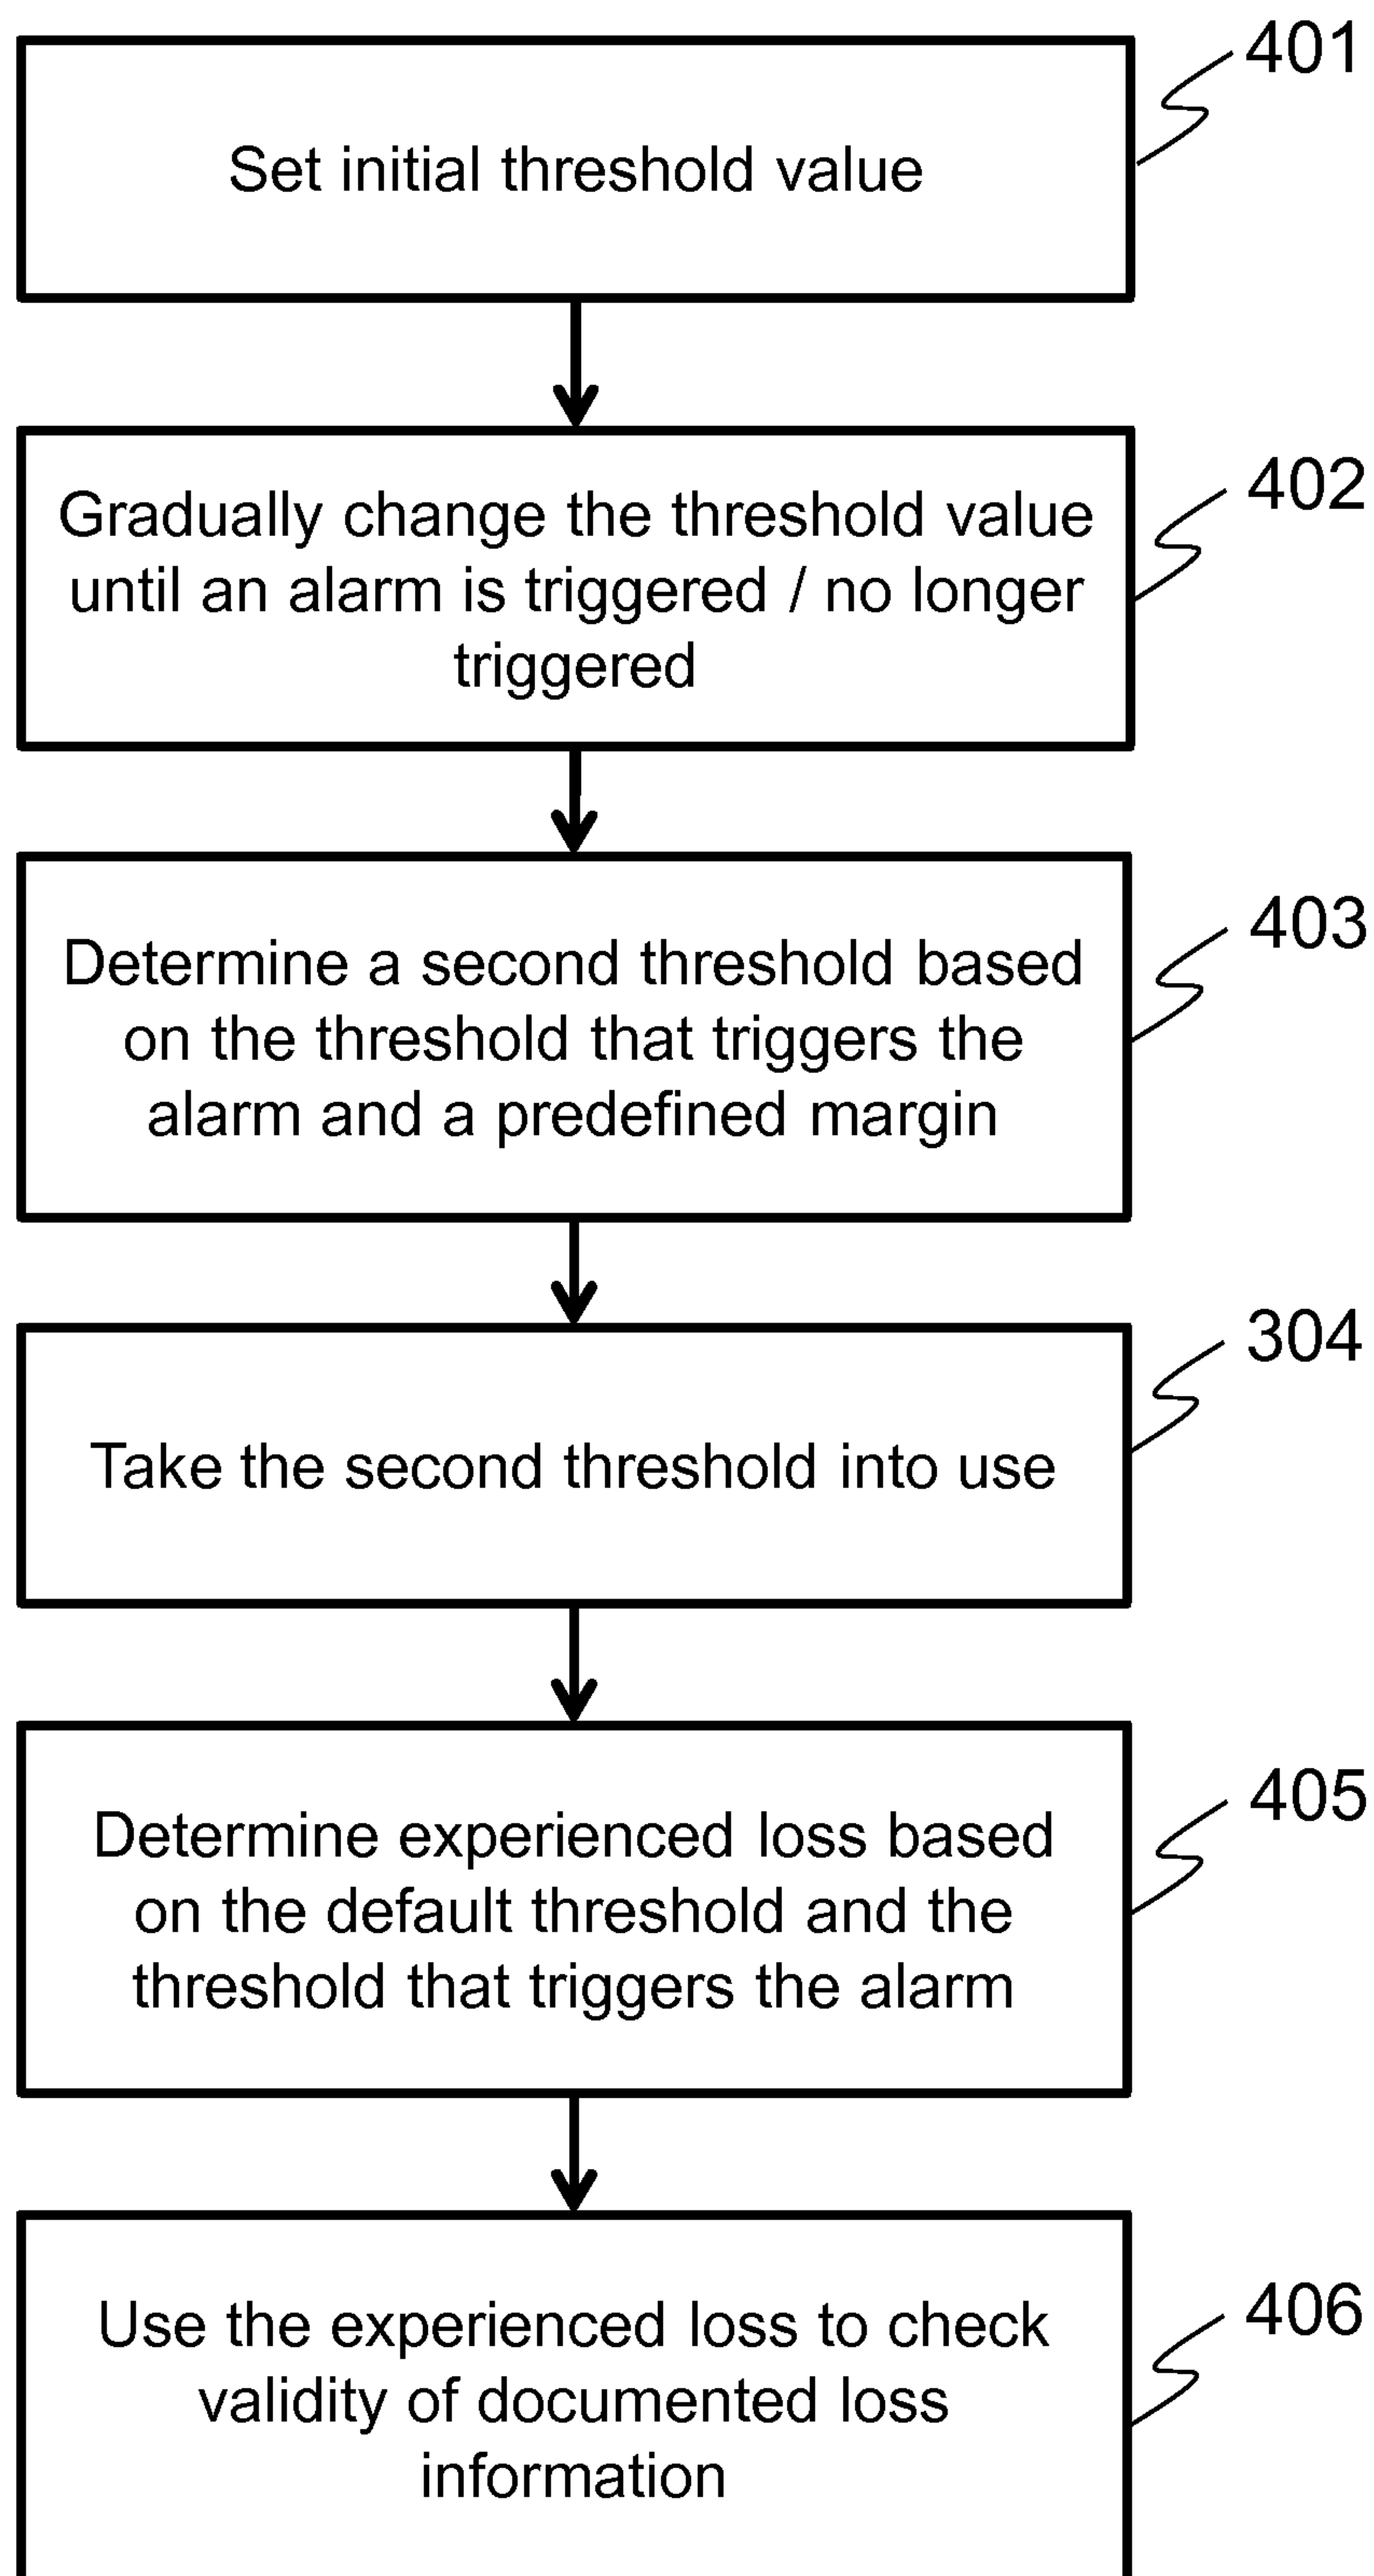 401
Set initial threshold value
402
Gradually change the threshold value
until an alarm is triggered / no longer
triggered
403
Determine a second threshold based
on the threshold that triggers the
alarm and a predefined margin
304
Take the second threshold into use
405
Determine experienced loss based
on the default threshold and the
threshold that triggers the alarm
406
Use the experienced loss to check
validity of documented loss
information